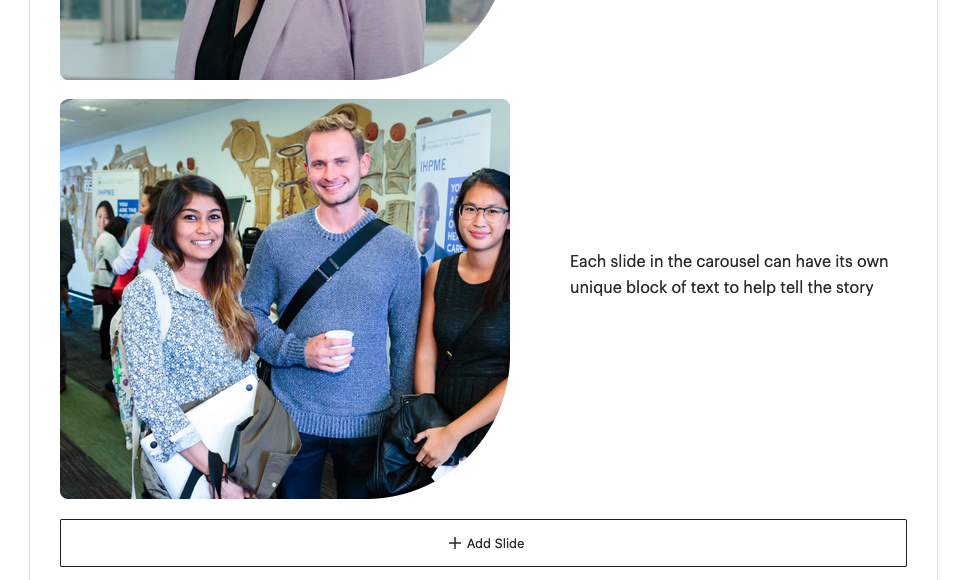 IHPME
YOU
ARE THE
IHPME
YOU
Each slide in the carousel can have its own
unique block of text to help tell the story
+ Add Slide